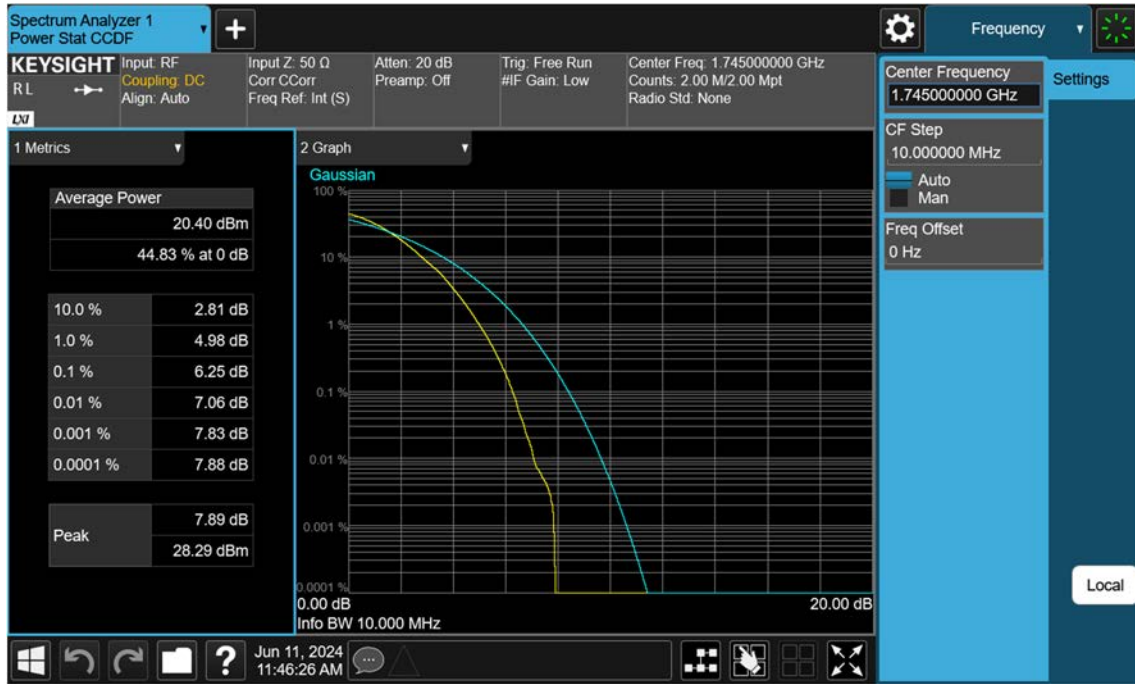 Spectrum Analyzer 1
Power Stat CCDF
+
Frequency
KEYSIGHT
RL
LXI
Input: RF
Coupling: DC
Align: Auto
Input Z: 50 Ω
Corr CCorr
Freq Ref: Int (S)
Atten: 20 dB
Preamp: Off
Trig: Free Run
#IF Gain: Low
Center Freq: 1.745000000 GHz
Counts: 2.00 M/2.00 Mpt
Radio Std: None
Center Frequency
1.745000000 GHz
Settings
CF Step
10.000000 MHz
Auto
Man
Freq Offset
0 Hz
Local
1 Metrics
Average Power
20.40 dBm
44.83 % at 0 dB
10.0 % 2.81 dB
1.0 % 4.98 dB
0.1 % 6.25 dB
0.01 % 7.06 dB
0.001 % 7.83 dB
0.0001 % 7.88 dB
Peak
7.89 dB
28.29 dBm
2 Graph
Gaussian
100 %
10 %
1 %
0.1 %
0.01 %
0.001 %
0.0001 %
0.00 dB 20.00 dB
Info BW 10.000 MHz
?
Jun 11, 2024
11:46:26 AM